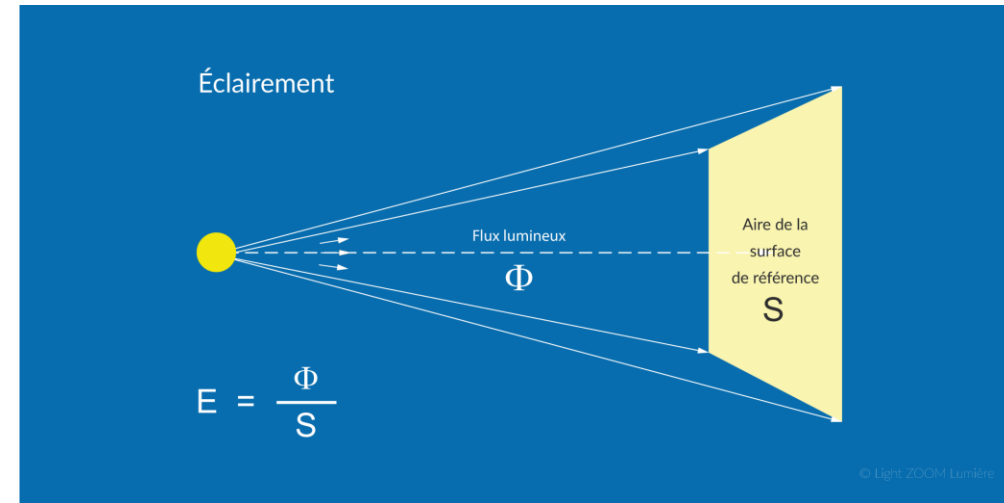 Éclairement
Flux lumineux
Φ
Aire de la
surface
de référence
S
E = Φ
S
© Light ZOOM Lumière